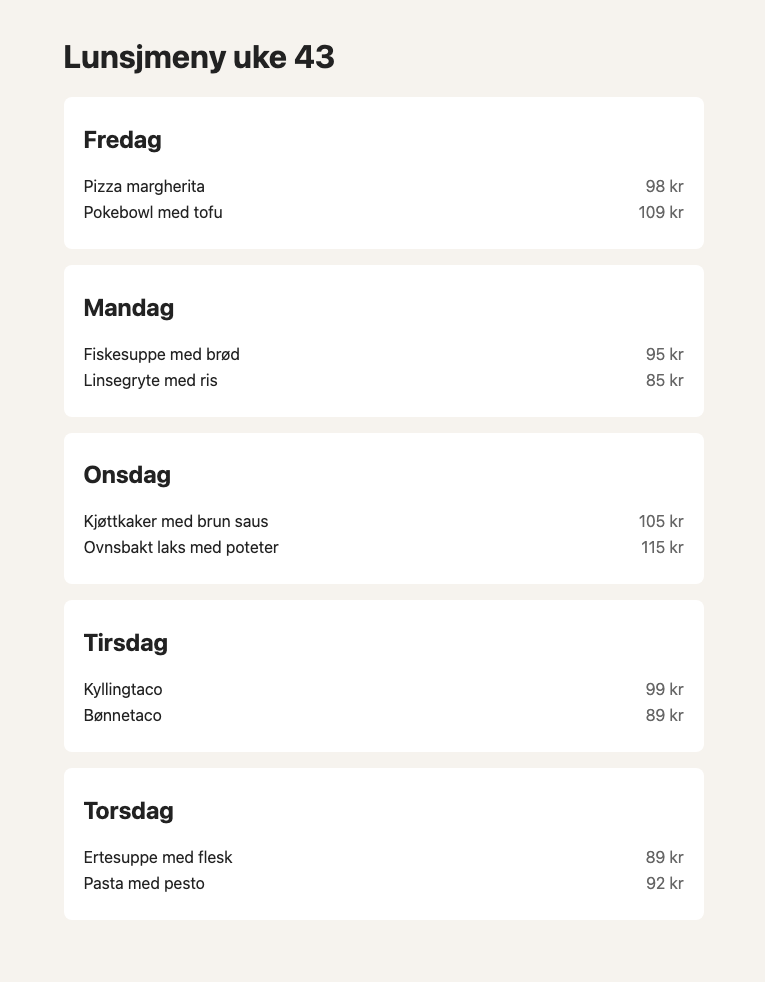 Lunsjmeny uke 43
Fredag
Pizza margherita 98 kr
Pokebowl med tofu 109 kr
Mandag
Fiskesuppe med brød 95 kr
Linsegryte med ris 85 kr
Onsdag
Kjøttkaker med brun saus 105 kr
Ovnsbakt laks med poteter 115 kr
Tirsdag
Kyllingtaco 99 kr
Bønnetaco 89 kr
Torsdag
Ertesuppe med flesk 89 kr
Pasta med pesto 92 kr